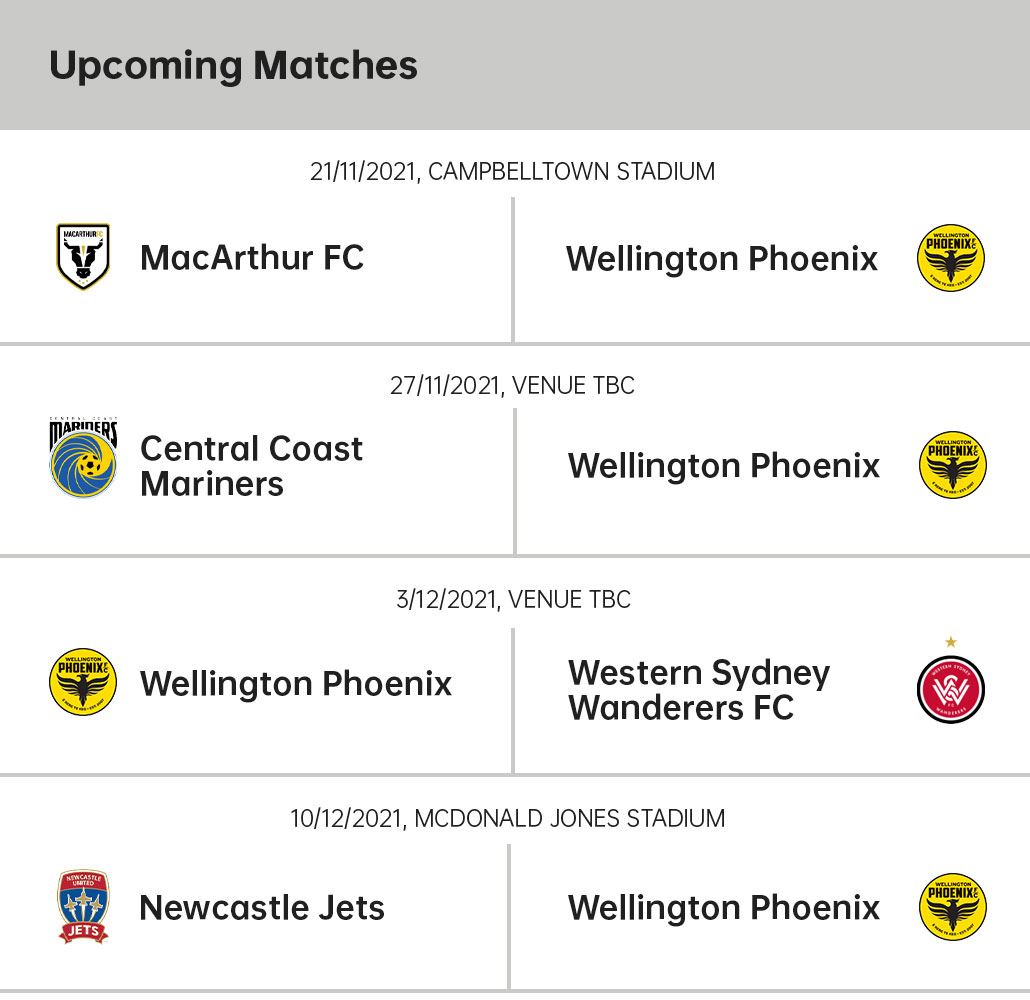 Upcoming Matches
21/11/2021, CAMPBELLTOWN STADIUM
MACARTHURFC
MacArthur FC
Wellington Phoenix
WELLINGTON
PHOENIX FC
27/11/2021, VENUE TBC
CENTRAL COAST
MARINERS
Central Coast
Mariners
Wellington Phoenix
WELLINGTON
PHOENIX FC
3/12/2021, VENUE TBC
WELLINGTON
PHOENIX FC
Wellington Phoenix
Western Sydney
Wanderers FC
WESTERN SYDNEY
WSW
FC
WANDERERS
10/12/2021, MCDONALD JONES STADIUM
NEWCASTLE
UNITED
JETS
Newcastle Jets
Wellington Phoenix
WELLINGTON
PHOENIX FC